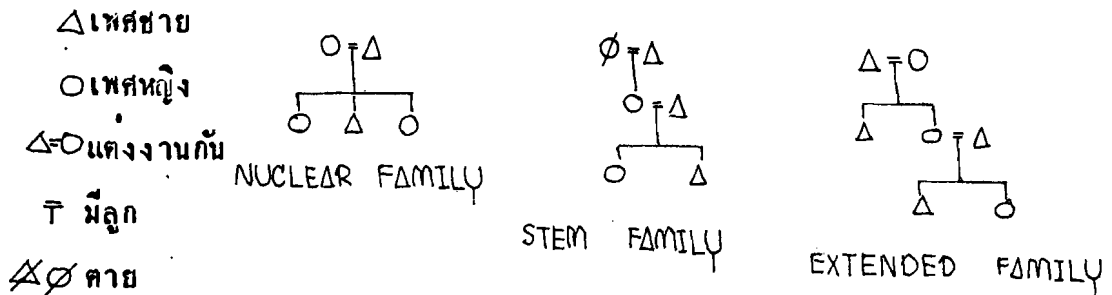 เพศชาย
เพศหญิง
แต่งงานกับ
มีลูก
ตาย
NUCLEAR FAMILY
STEM FAMILY
EXTENDED FAMILY